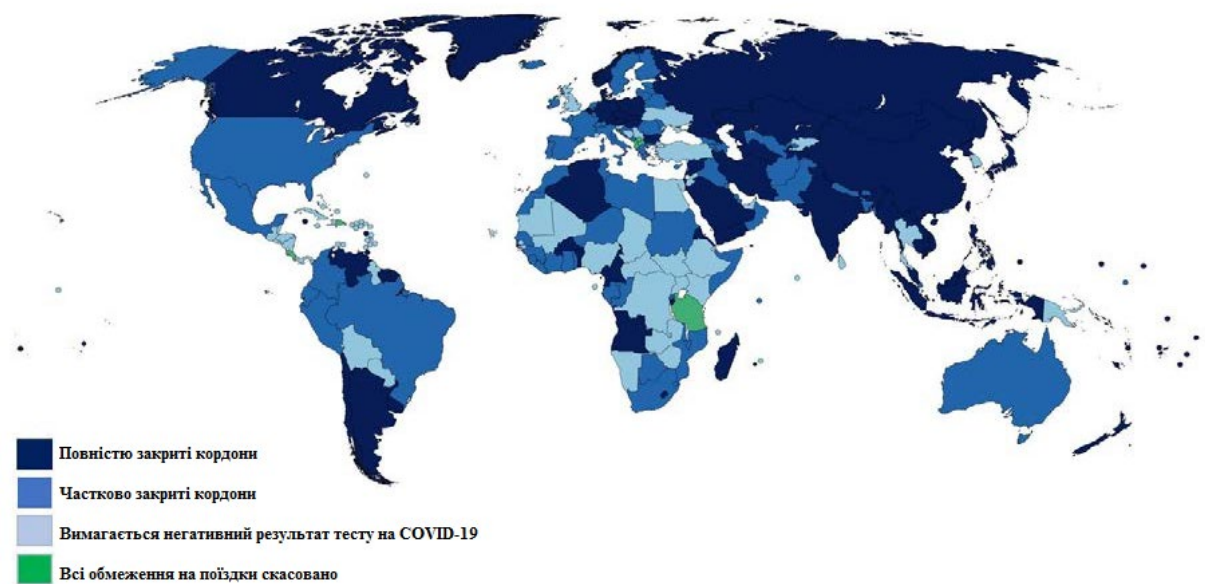 Повністю закриті кордони
Частково закриті кордони
Вимагається негативний результат тесту на COVID-19
Всі обмеження на поїздки скасовано